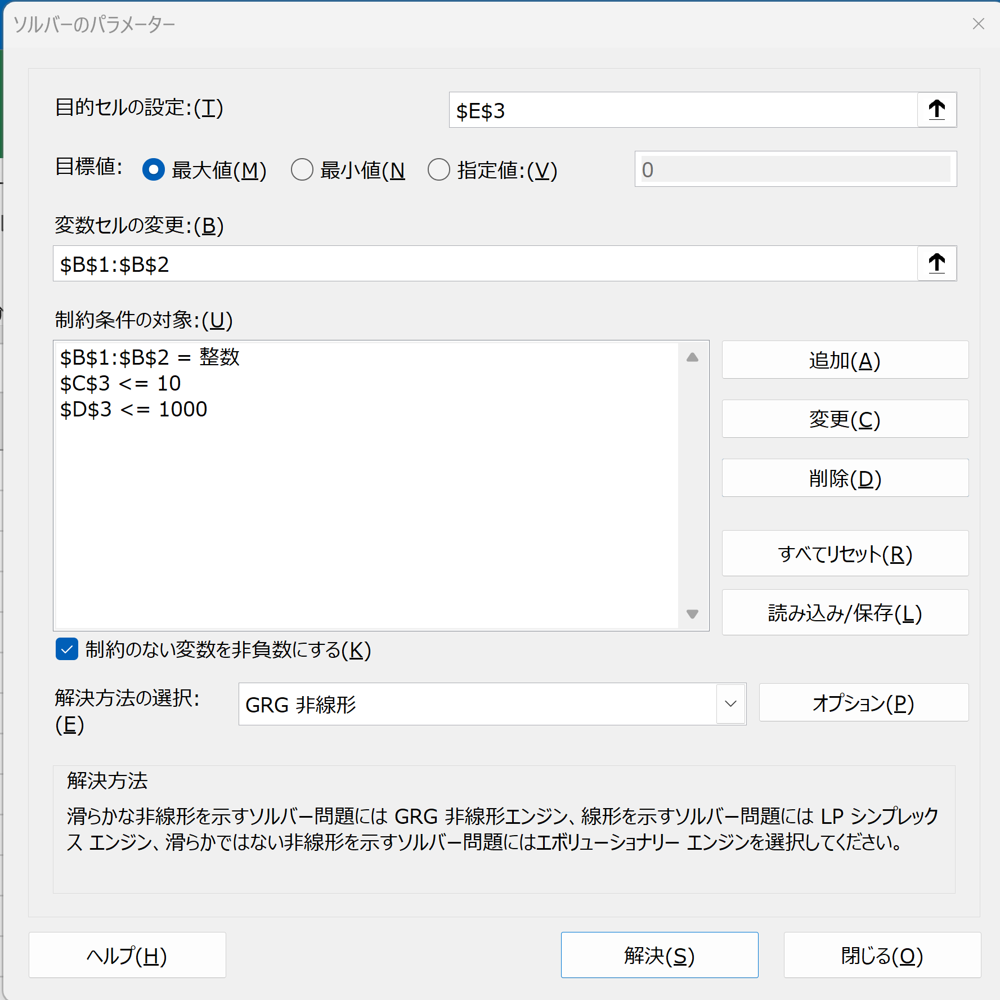 ソルバーのパラメーター
目的セルの設定:(T)
$E$3
目標値: 最大値(M) 最小値(N 指定値:(V) 0
変数セルの変更:(B)
$B$1:$B$2
制約条件の対象:(U)
$B$1:$B$2 = 整数
$C$3 <= 10
$D$3 <= 1000
追加(A)
変更(C)
削除(D)
すべてリセット(R)
読み込み/保存(L)
制約のない変数を非負数にする(K)
解決方法の選択:
(E)
GRG 非線形
オプション(P)
解決方法
滑らかな非線形を示すソルバー問題には GRG 非線形エンジン、線形を示すソルバー問題には LP シンプレック
ス エンジン、滑らかではない非線形を示すソルバー問題にはエボリューショナリー エンジンを選択してください。
ヘルプ(H)
解決(S)
閉じる(O)